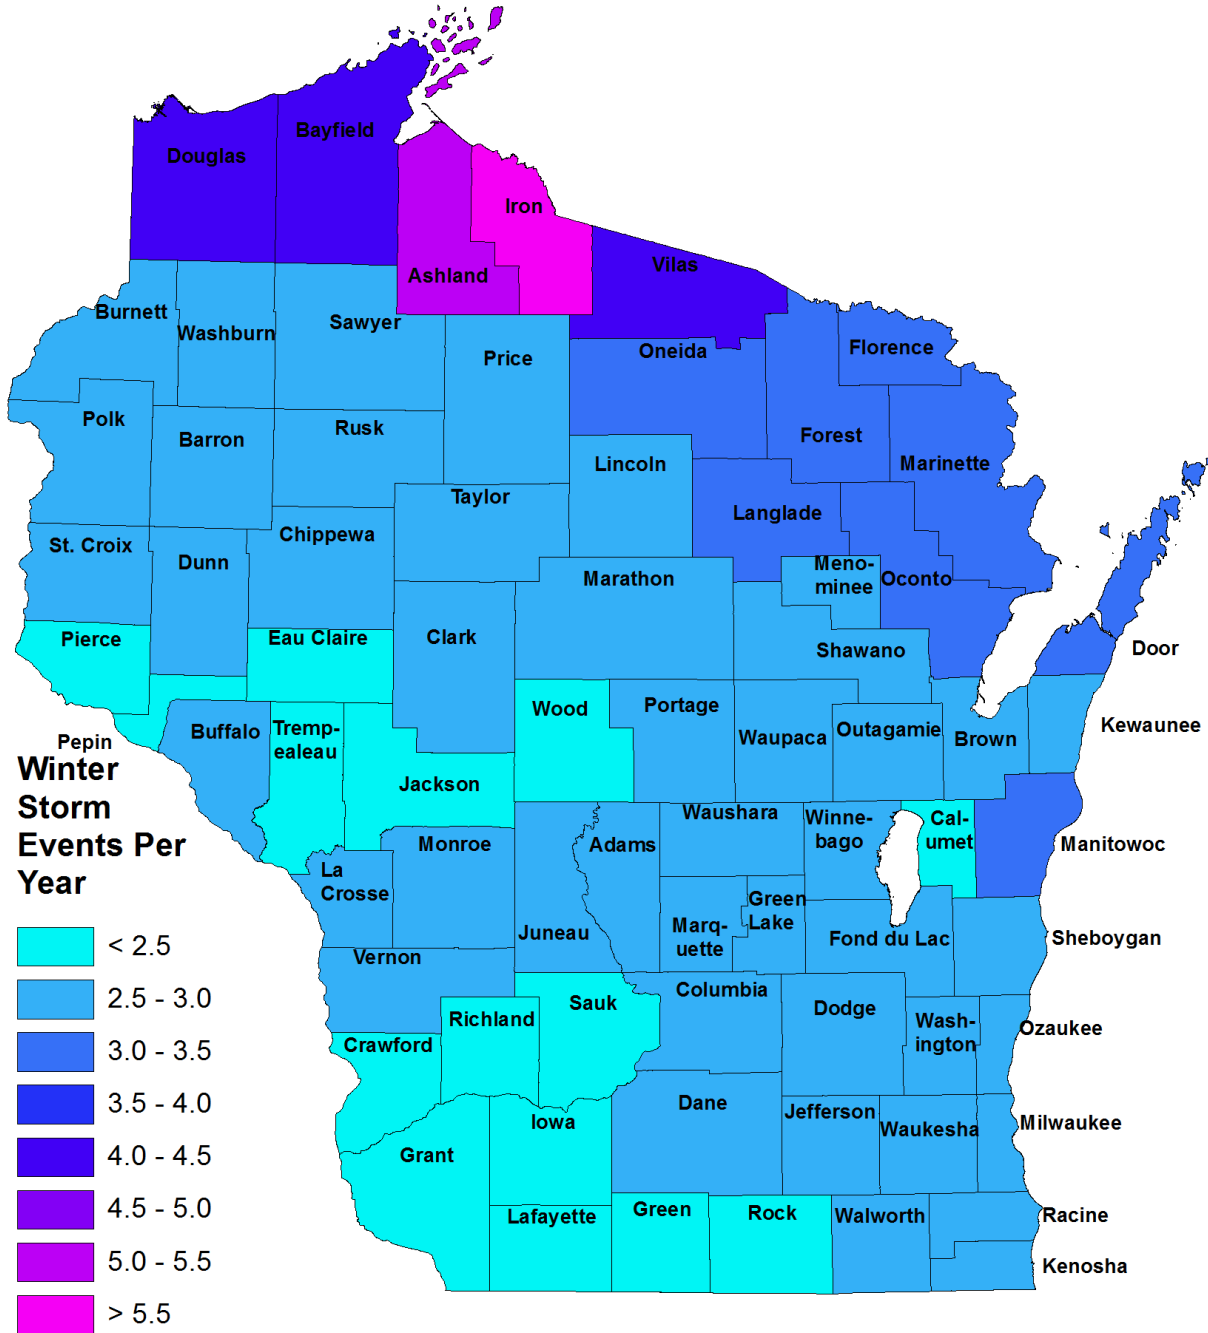 Bayfield
Douglas
Iron
Vilas
Ashland
Burnett
Washburn
Sawyer
Price
Oneida
Florence
Polk
Barron
Rusk
Forest
Lincoln
Marinette
Taylor
Langlade
St. Croix
Dunn
Chippewa
Marathon
Meno-
minee
Oconto
Pierce
Eau Claire
Clark
Shawano
Door
Pepin
Buffalo
Tremp-
ealeau
Wood
Portage
Waupaca
Outagamie
Brown
Kewaunee
Jackson
Waushara
Winne-
bago
Cal-
umet
Manitowoc
Monroe
Adams
La
Crosse
Juneau
Marq-
uette
Green
Lake
Fond du Lac
Sheboygan
Vernon
Richland
Sauk
Columbia
Dodge
Wash-
ington
Ozaukee
Crawford
Dane
Jefferson
Waukesha
Milwaukee
Iowa
Grant
Lafayette
Green
Rock
Walworth
Racine
Kenosha
Winter
Storm
Events Per
Year
< 2.5
2.5 - 3.0
3.0 - 3.5
3.5 - 4.0
4.0 - 4.5
4.5 - 5.0
5.0 - 5.5
> 5.5